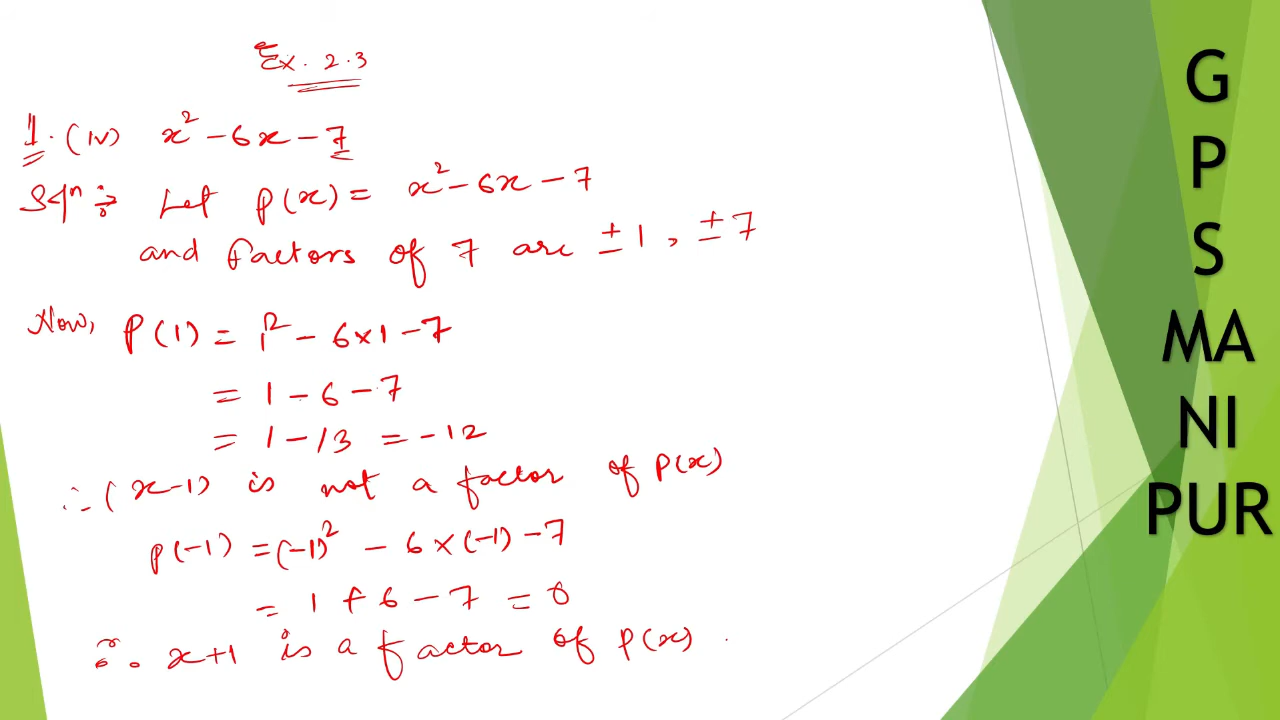 Ex. 2.3
1. (iv) x² - 6x - 7
Solⁿ :→ Let p(x) = x² - 6x - 7
and factors of 7 are ± 1, ± 7
Now, P(1) = 1² - 6×1 - 7
= 1 - 6 - 7
= 1 - 13 = - 12
∴ (x-1) is not a factor of P(x)
p(-1) = (-1)² - 6×(-1) - 7
= 1 + 6 - 7 = 0
∴ x+1 is a factor of p(x).
G
P
S
MA
NI
PUR